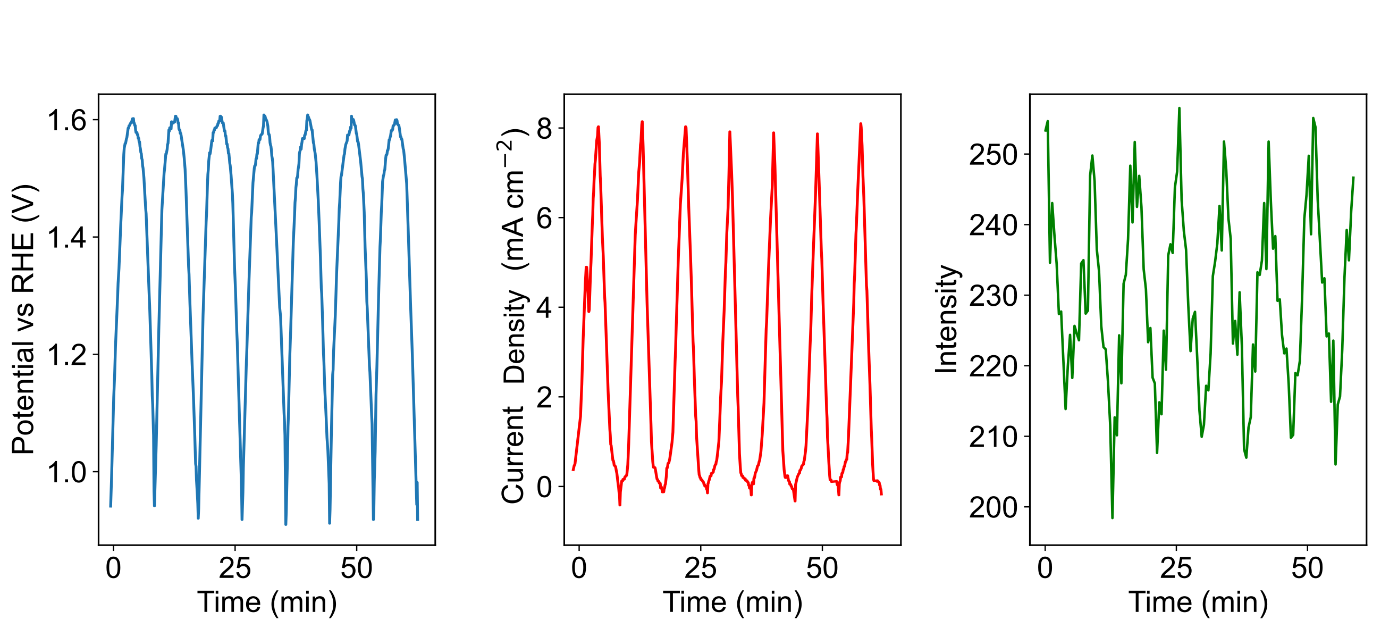 Potential vs RHE (V)
1.6
1.4
1.2
1.0
0 25 50
Time (min)
Current Density (mA cm⁻²)
8
6
4
2
0
0 25 50
Time (min)
Intensity
250
240
230
220
210
200
0 25 50
Time (min)